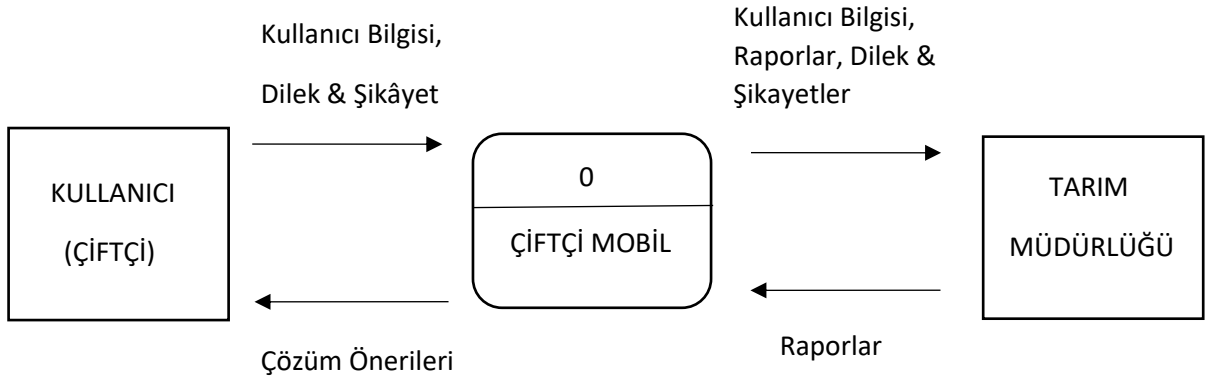 Kullanıcı Bilgisi,
Dilek & Şikâyet
Kullanıcı Bilgisi,
Raporlar, Dilek &
Şikayetler
KULLANICI
(ÇİFTÇİ)
0
ÇİFTÇİ MOBİL
TARIM
MÜDÜRLÜĞÜ
Çözüm Önerileri
Raporlar